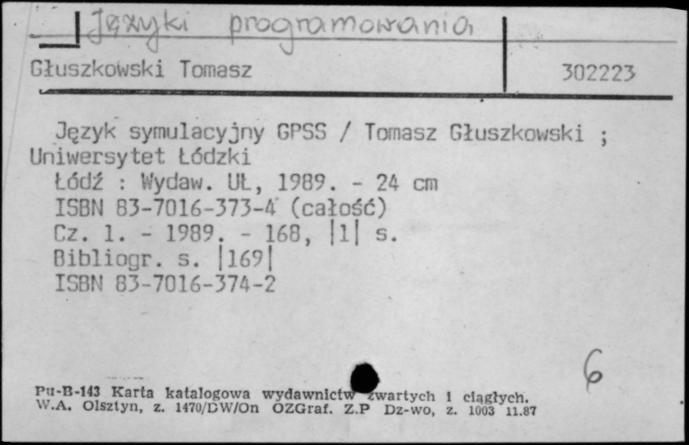 Języki programowania
Głuszkowski Tomasz 302223
Język symulacyjny GPSS / Tomasz Głuszkowski ;
Uniwersytet Łódzki
Łódź : Wydaw. UŁ, 1989. - 24 cm
ISBN 83-7016-373-4 (całość)
Cz. 1. - 1989. - 168, |1| s.
Bibliogr. s. |169|
ISBN 83-7016-374-2
6
Pu-B-143 Karta katalogowa wydawnictw zwartych i ciągłych.
W.A. Olsztyn, z. 1470/DW/On OZGraf. Z.P Dz-wo, z. 1003 11.87